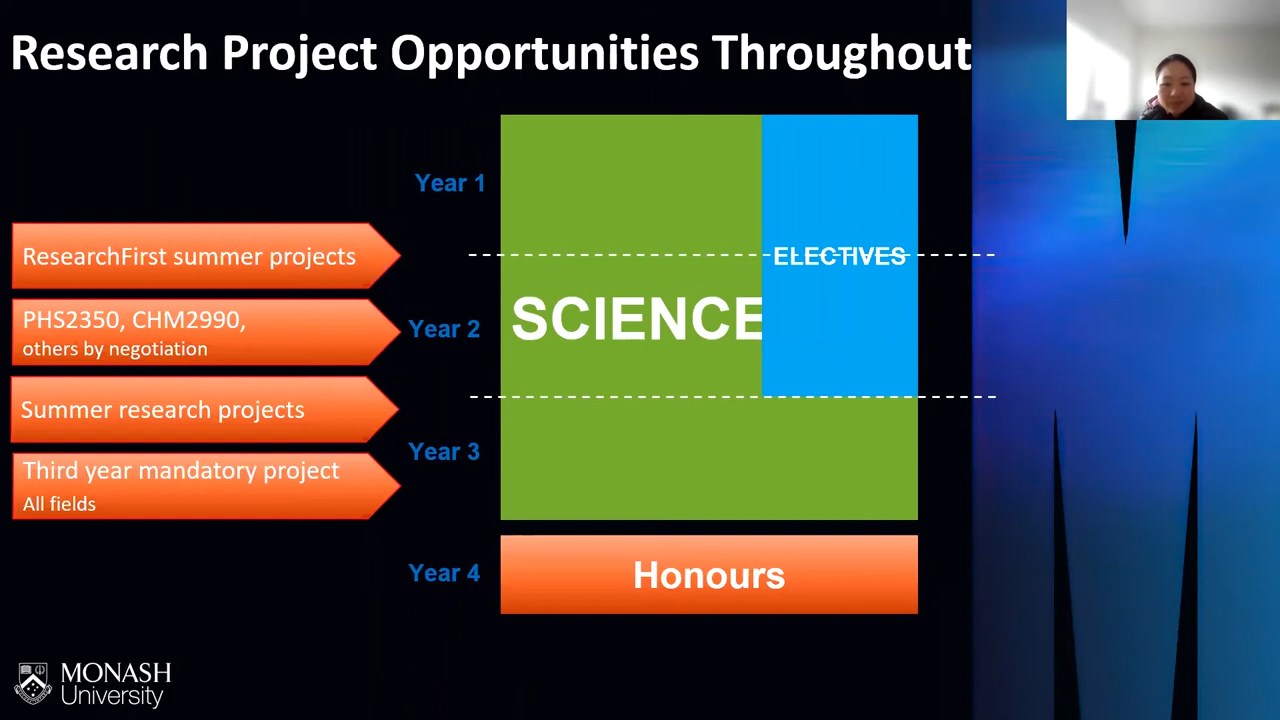 Research Project Opportunities Throughout
Year 1
ResearchFirst summer projects
ELECTIVES
PHS2350, CHM2990,
others by negotiation
Year 2
SCIENCE
Summer research projects
Year 3
Third year mandatory project
All fields
Year 4
Honours
MONASH
University